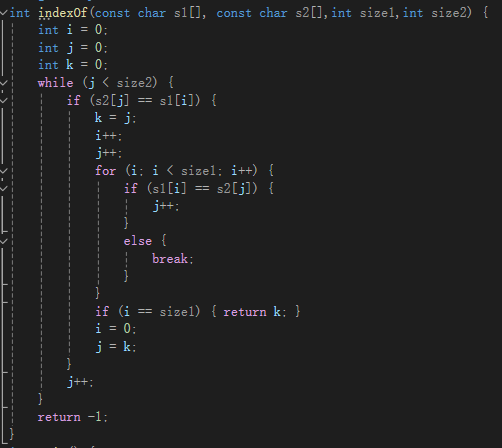 int indexOf(const char s1[], const char s2[],int size1,int size2) {
int i = 0;
int j = 0;
int k = 0;
while (j < size2) {
if (s2[j] == s1[i]) {
k = j;
i++;
j++;
for (i; i < size1; i++) {
if (s1[i] == s2[j]) {
j++;
}
else {
break;
}
}
if (i == size1) { return k; }
i = 0;
j = k;
}
j++;
}
return -1;
}